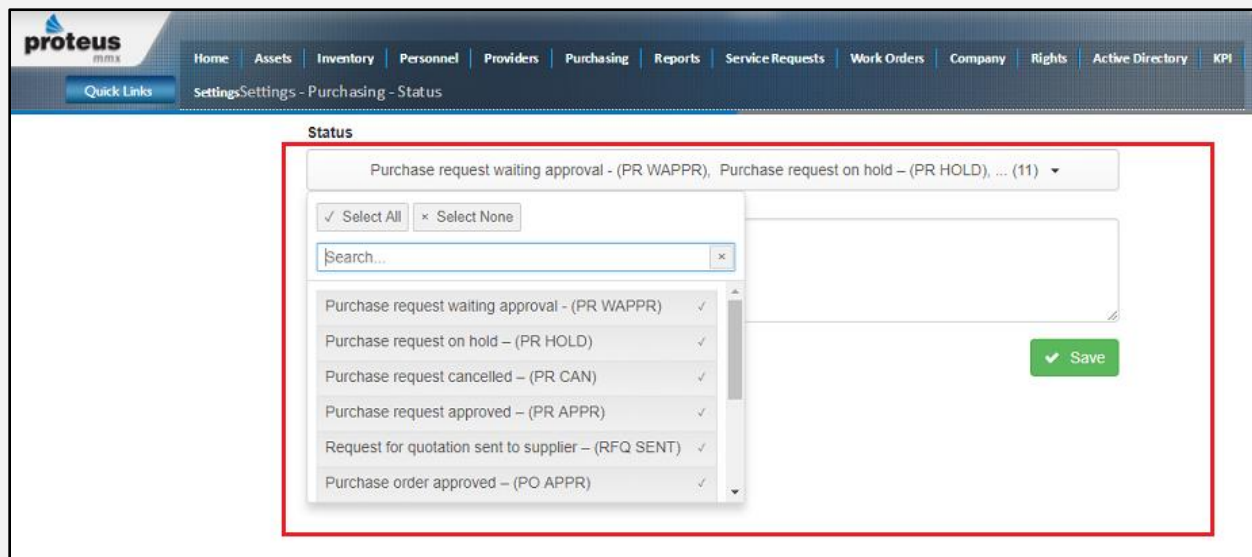 proteus
mmx
Home Assets Inventory Personnel Providers Purchasing Reports Service Requests Work Orders Company Rights Active Directory KPI
Quick Links
SettingsSettings - Purchasing - Status
Status
Purchase request waiting approval - (PR WAPPR), Purchase request on hold – (PR HOLD), ... (11)
✓ Select All × Select None
Search... ×
Purchase request waiting approval - (PR WAPPR) ✓
Purchase request on hold – (PR HOLD) ✓
Purchase request cancelled – (PR CAN) ✓
Save
Purchase request approved – (PR APPR) ✓
Request for quotation sent to supplier – (RFQ SENT) ✓
Purchase order approved – (PO APPR) ✓